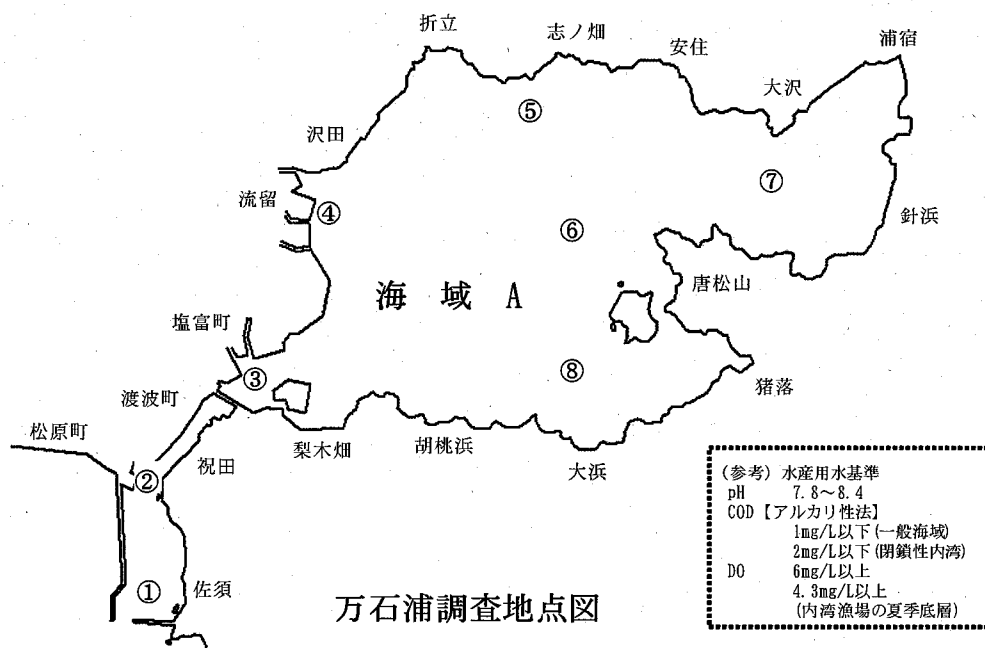 折立
志ノ畑
安住
浦宿
大沢
⑤
沢田
⑦
流留
④
針浜
⑥
唐松山
海域A
塩富町
③
⑧
猪落
渡波町
松原町
梨木畑
胡桃浜
祝田
大浜
②
①
佐須
万石浦調査地点図
(参考) 水産用水基準
pH 7.8～8.4
COD【アルカリ性法】
1mg/L以下(一般海域)
2mg/L以下(閉鎖性内湾)
DO 6mg/L以上
4.3mg/L以上
(内湾漁場の夏季底層)